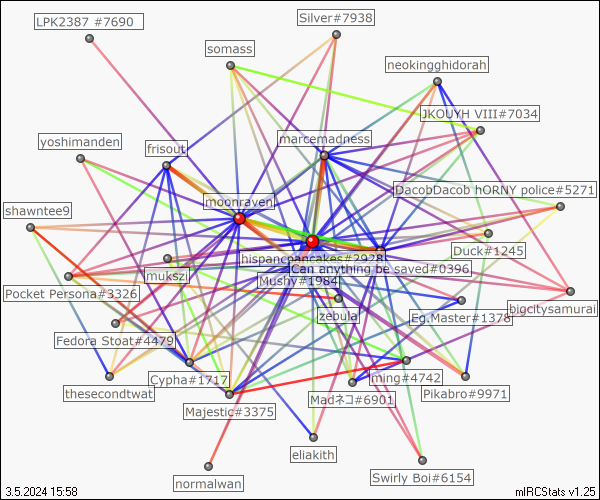 LPK2387 #7690
Silver#7938
somass
neokingghidorah
JKOUYH VIII#7034
marcemadness
yoshimanden
frisout
DacobDacob hORNY police#5271
moonraven
shawntee9
Duck#1245
hispancpancakes#2928
Can anything be saved#0396
mukszi
Mushy#1984
Pocket Persona#3326
bigcitysamurai
zebula
Eg.Master#1378
Fedora Stoat#4479
thesecondtwat
Cypha#1717
ming#4742
Pikabro#9971
Madネコ#6901
Majestic#3375
eliakith
Swirly Boi#6154
normalwan
3.5.2024 15:58
mIRCStats v1.25